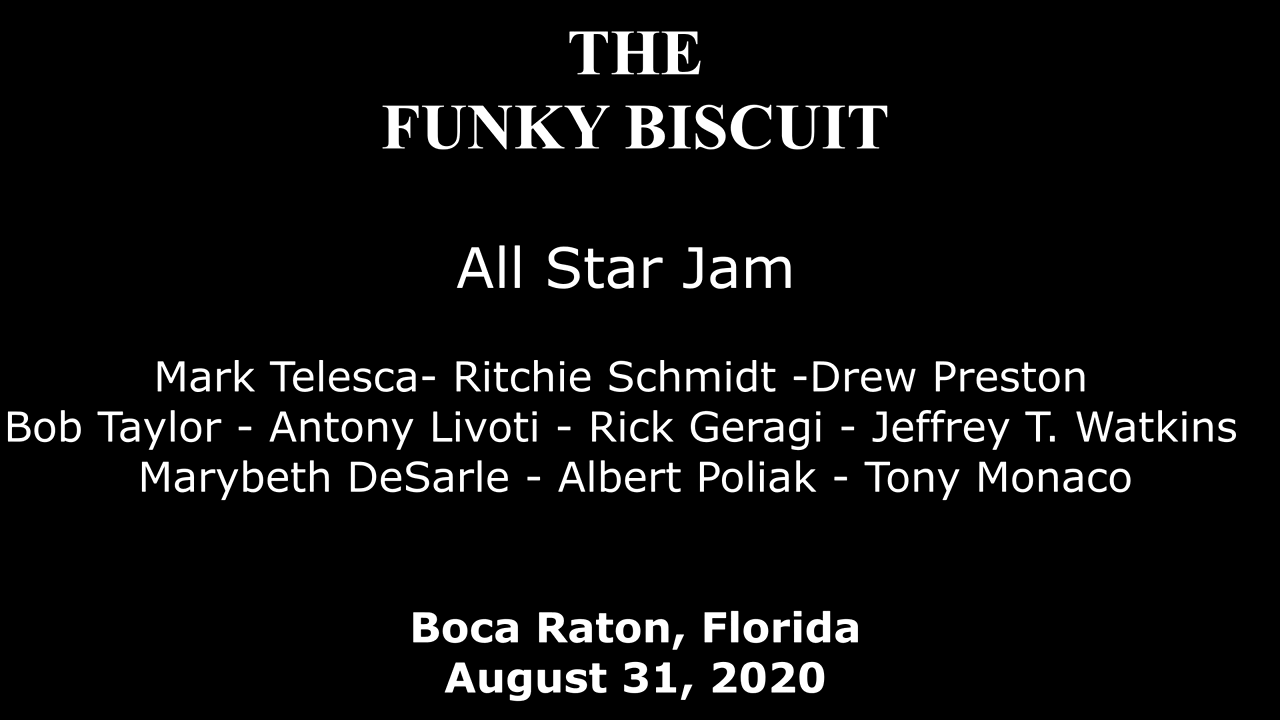 THE
FUNKY BISCUIT
All Star Jam
Mark Telesca- Ritchie Schmidt -Drew Preston
Bob Taylor - Antony Livoti - Rick Geragi - Jeffrey T. Watkins
Marybeth DeSarle - Albert Poliak - Tony Monaco
Boca Raton, Florida
August 31, 2020